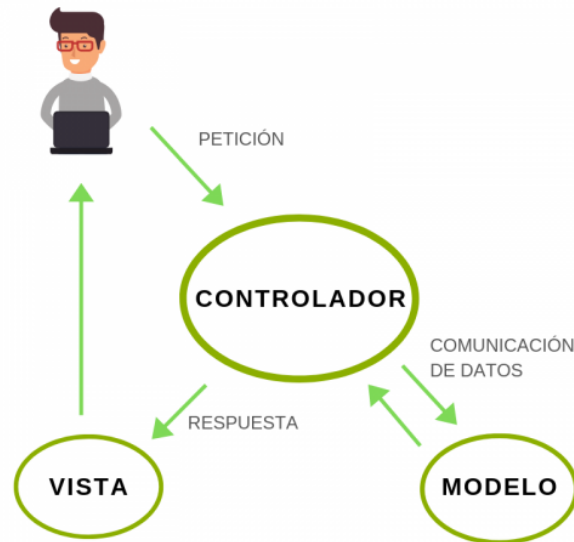 PETICIÓN
CONTROLADOR
COMUNICACIÓN
DE DATOS
RESPUESTA
VISTA
MODELO